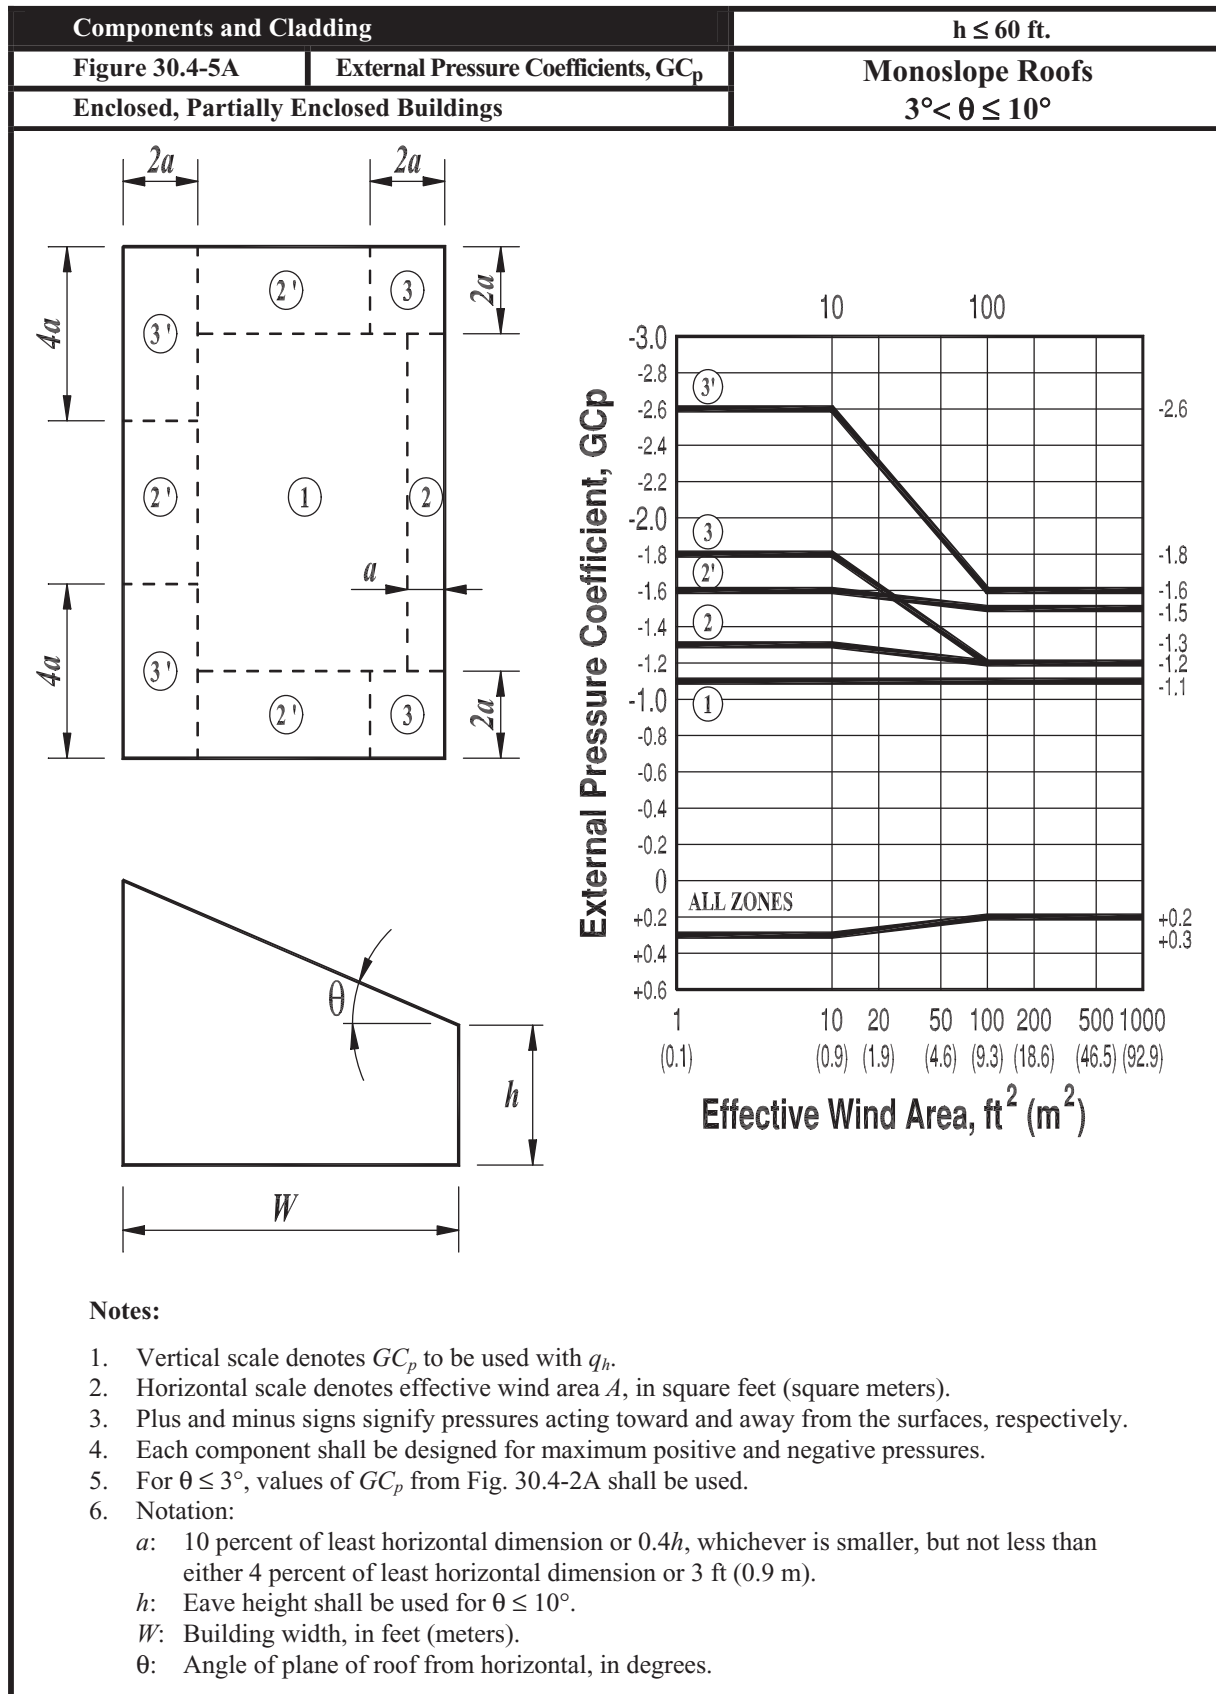 Components and Cladding
h ≤ 60 ft.
Figure 30.4-5A
External Pressure Coefficients, GCp
Monoslope Roofs
3°< θ ≤ 10°
Enclosed, Partially Enclosed Buildings
2a 2a
2' 3 2a
4a 3'
2' 1 2
a
4a 3'
2' 3 2a
θ
h
W
10 100
-3.0
-2.8
-2.6
-2.4
-2.2
-2.0
-1.8
-1.6
-1.4
-1.2
-1.0
-0.8
-0.6
-0.4
-0.2
0
+0.2
+0.4
+0.6
External Pressure Coefficient, GCp
3'
3
2'
2
1
ALL ZONES
-2.6
-1.8
-1.6
-1.5
-1.3
-1.2
-1.1
+0.2
+0.3
1 10 20 50 100 200 500 1000
(0.1) (0.9) (1.9) (4.6) (9.3) (18.6) (46.5) (92.9)
Effective Wind Area, ft² (m²)
Notes:
1. Vertical scale denotes GCp to be used with qh.
2. Horizontal scale denotes effective wind area A, in square feet (square meters).
3. Plus and minus signs signify pressures acting toward and away from the surfaces, respectively.
4. Each component shall be designed for maximum positive and negative pressures.
5. For θ ≤ 3°, values of GCp from Fig. 30.4-2A shall be used.
6. Notation:
a: 10 percent of least horizontal dimension or 0.4h, whichever is smaller, but not less than
either 4 percent of least horizontal dimension or 3 ft (0.9 m).
h: Eave height shall be used for θ ≤ 10°.
W: Building width, in feet (meters).
θ: Angle of plane of roof from horizontal, in degrees.